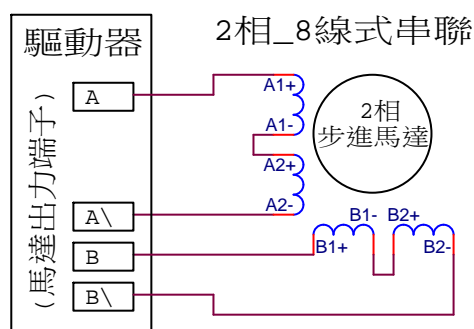 2相_8線式串聯
驅動器
(馬達出力端子)
A
A\
B
B\
A1+
A1-
A2+
A2-
2相
步進馬達
B1- B2+
B1+ B2-